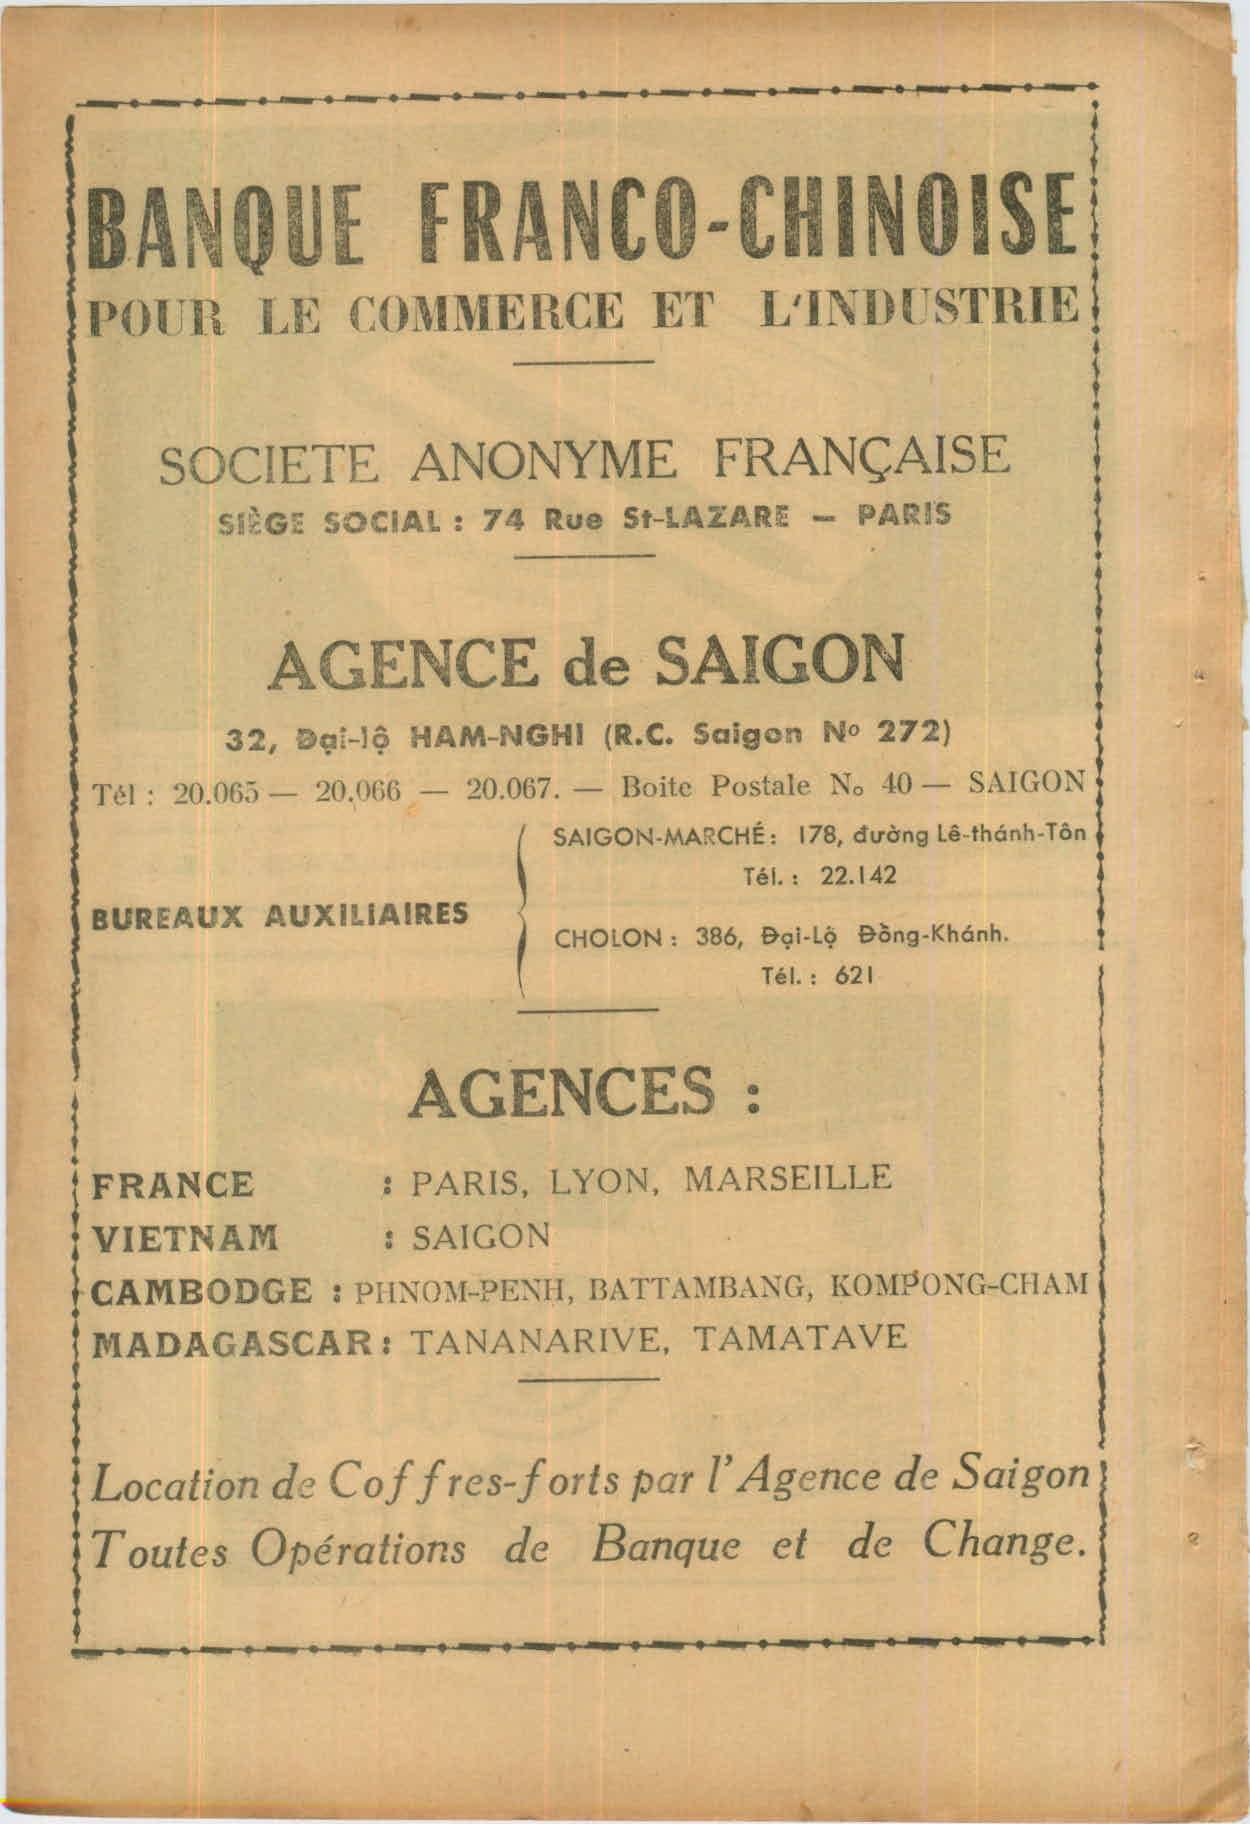 BANQUE FRANCO-CHINOISE
POUR LE COMMERCE ET L'INDUSTRIE
SOCIETE ANONYME FRANÇAISE
SIÈGE SOCIAL : 74 Rue St-LAZARE — PARIS
AGENCE de SAIGON
32, Đại-lộ HAM-NGHI (R.C. Saigon Nº 272)
Tél : 20.065 — 20.066 — 20.067. — Boite Postale No 40 — SAIGON
BUREAUX AUXILIAIRES
SAIGON-MARCHÉ : 178, đường Lê-thánh-Tôn
Tél. : 22.142
CHOLON : 386, Đại-Lộ Đồng-Khánh.
Tél. : 621
AGENCES :
FRANCE : PARIS, LYON, MARSEILLE
VIETNAM : SAIGON
CAMBODGE : PHNOM-PENH, BATTAMBANG, KOMPONG-CHAM
MADAGASCAR : TANANARIVE, TAMATAVE
Location de Coffres-forts par l'Agence de Saigon
Toutes Opérations de Banque et de Change.